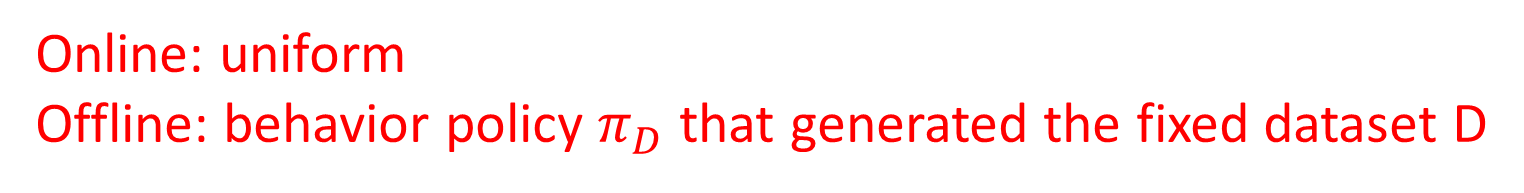 Online: uniform
Offline: behavior policy π_D that generated the fixed dataset D